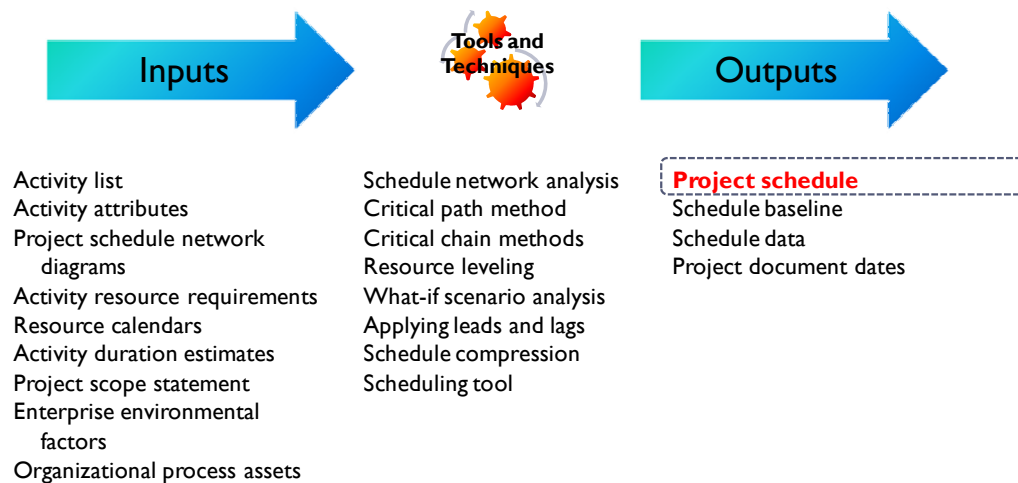 Inputs
Tools and
Techniques
Outputs
Activity list
Activity attributes
Project schedule network
diagrams
Activity resource requirements
Resource calendars
Activity duration estimates
Project scope statement
Enterprise environmental
factors
Organizational process assets
Schedule network analysis
Critical path method
Critical chain methods
Resource leveling
What-if scenario analysis
Applying leads and lags
Schedule compression
Scheduling tool
Project schedule
Schedule baseline
Schedule data
Project document dates